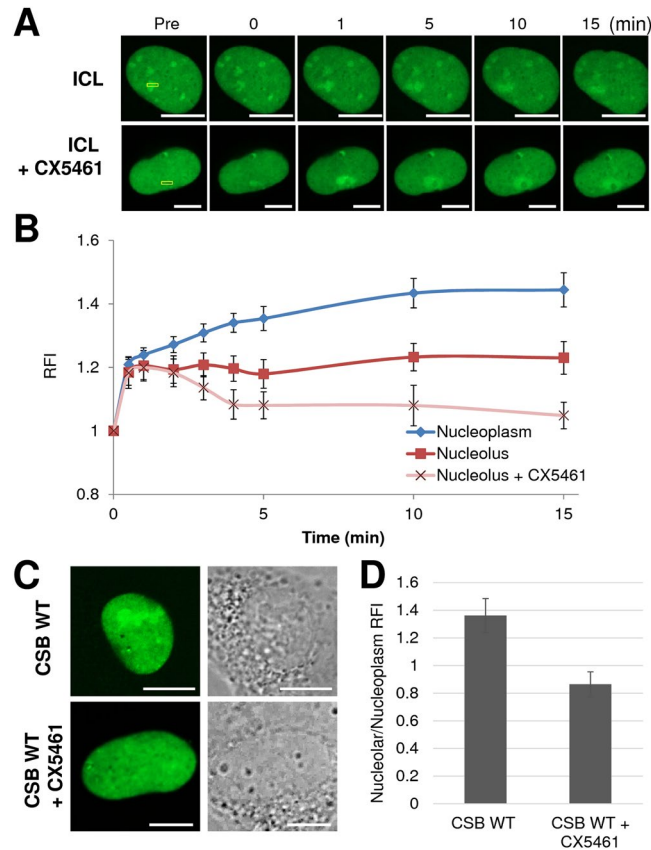 A
Pre 0 1 5 10 15 (min)
ICL
ICL
+ CX5461
B
1.6
1.4
1.2
1
0.8
RFI
0 5 10 15
Time (min)
Nucleoplasm
Nucleolus
Nucleolus + CX5461
C
CSB WT
CSB WT
+ CX5461
D
Nucleolar/Nucleoplasm RFI
1.6
1.4
1.2
1
0.8
0.6
0.4
0.2
0
CSB WT
CSB WT +
CX5461